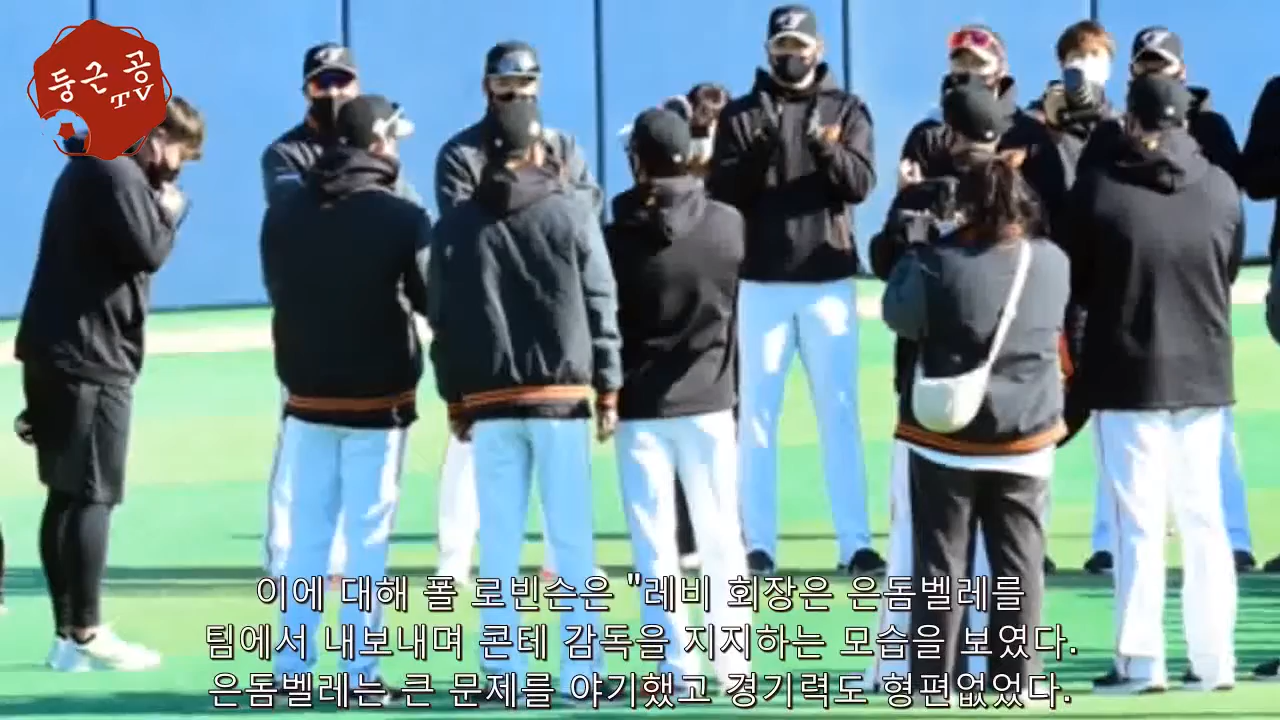 둥근 공
TV
이에 대해 폴 로빈슨은 "레비 회장은 은돔벨레를
팀에서 내보내며 콘테 감독을 지지하는 모습을 보였다.
은돔벨레는 큰 문제를 야기했고 경기력도 형편없었다.